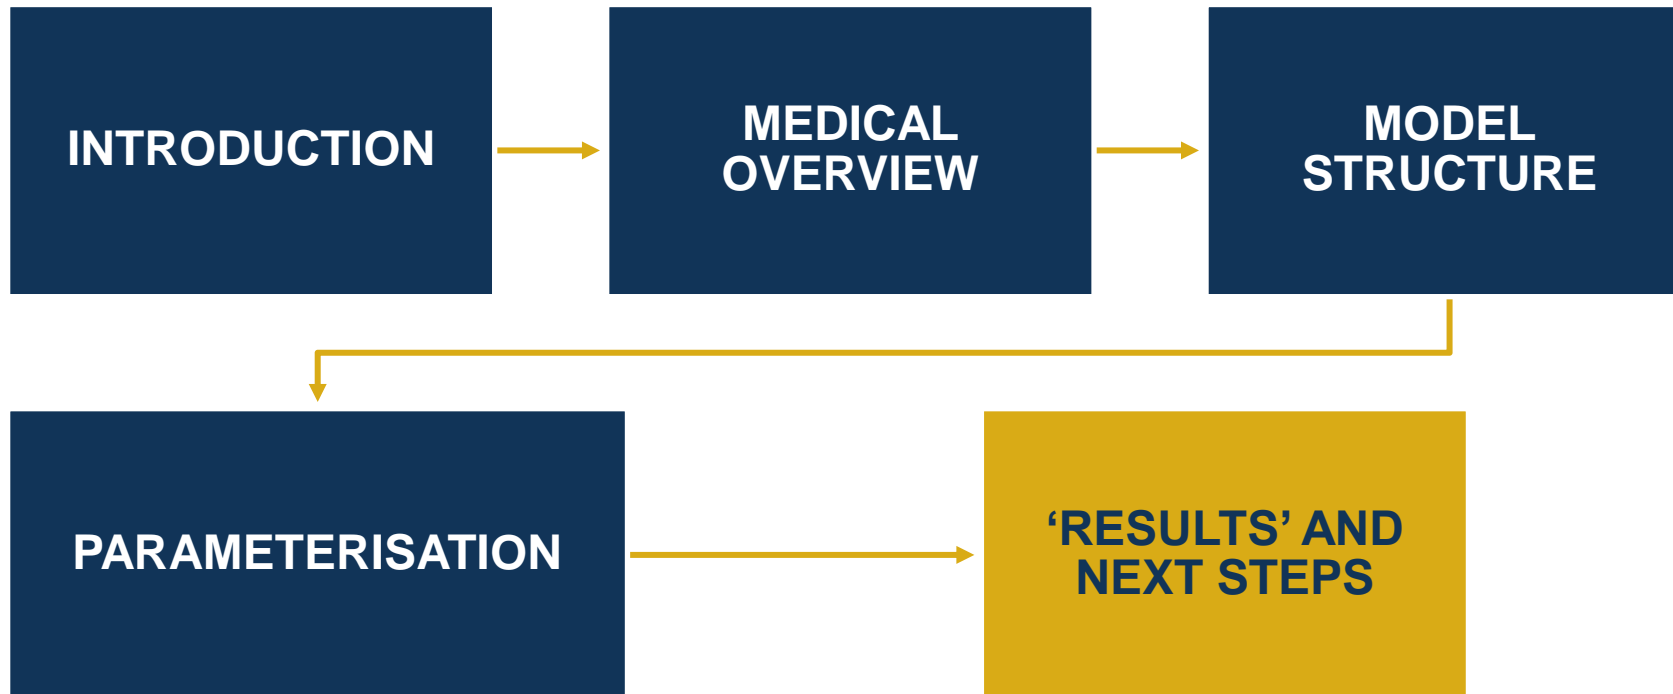 INTRODUCTION
MEDICAL
OVERVIEW
MODEL
STRUCTURE
PARAMETERISATION
‘RESULTS’ AND
NEXT STEPS